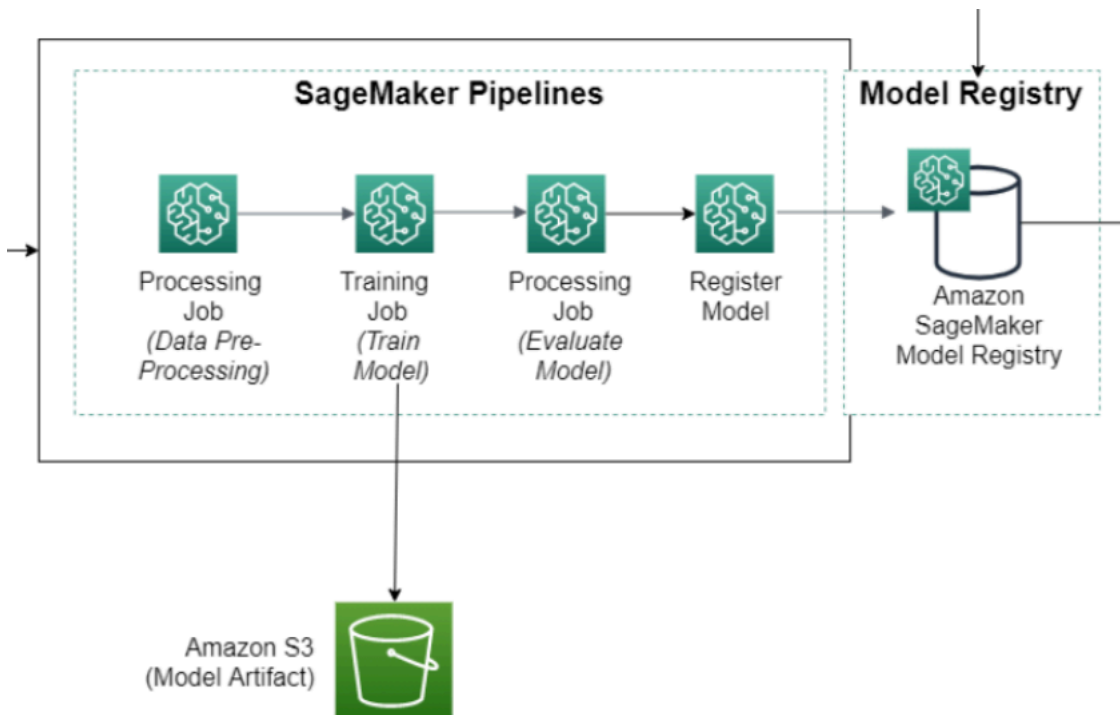 SageMaker Pipelines
Model Registry
Processing
Job
(Data Pre-
Processing)
Training
Job
(Train
Model)
Processing
Job
(Evaluate
Model)
Register
Model
Amazon
SageMaker
Model Registry
Amazon S3
(Model Artifact)